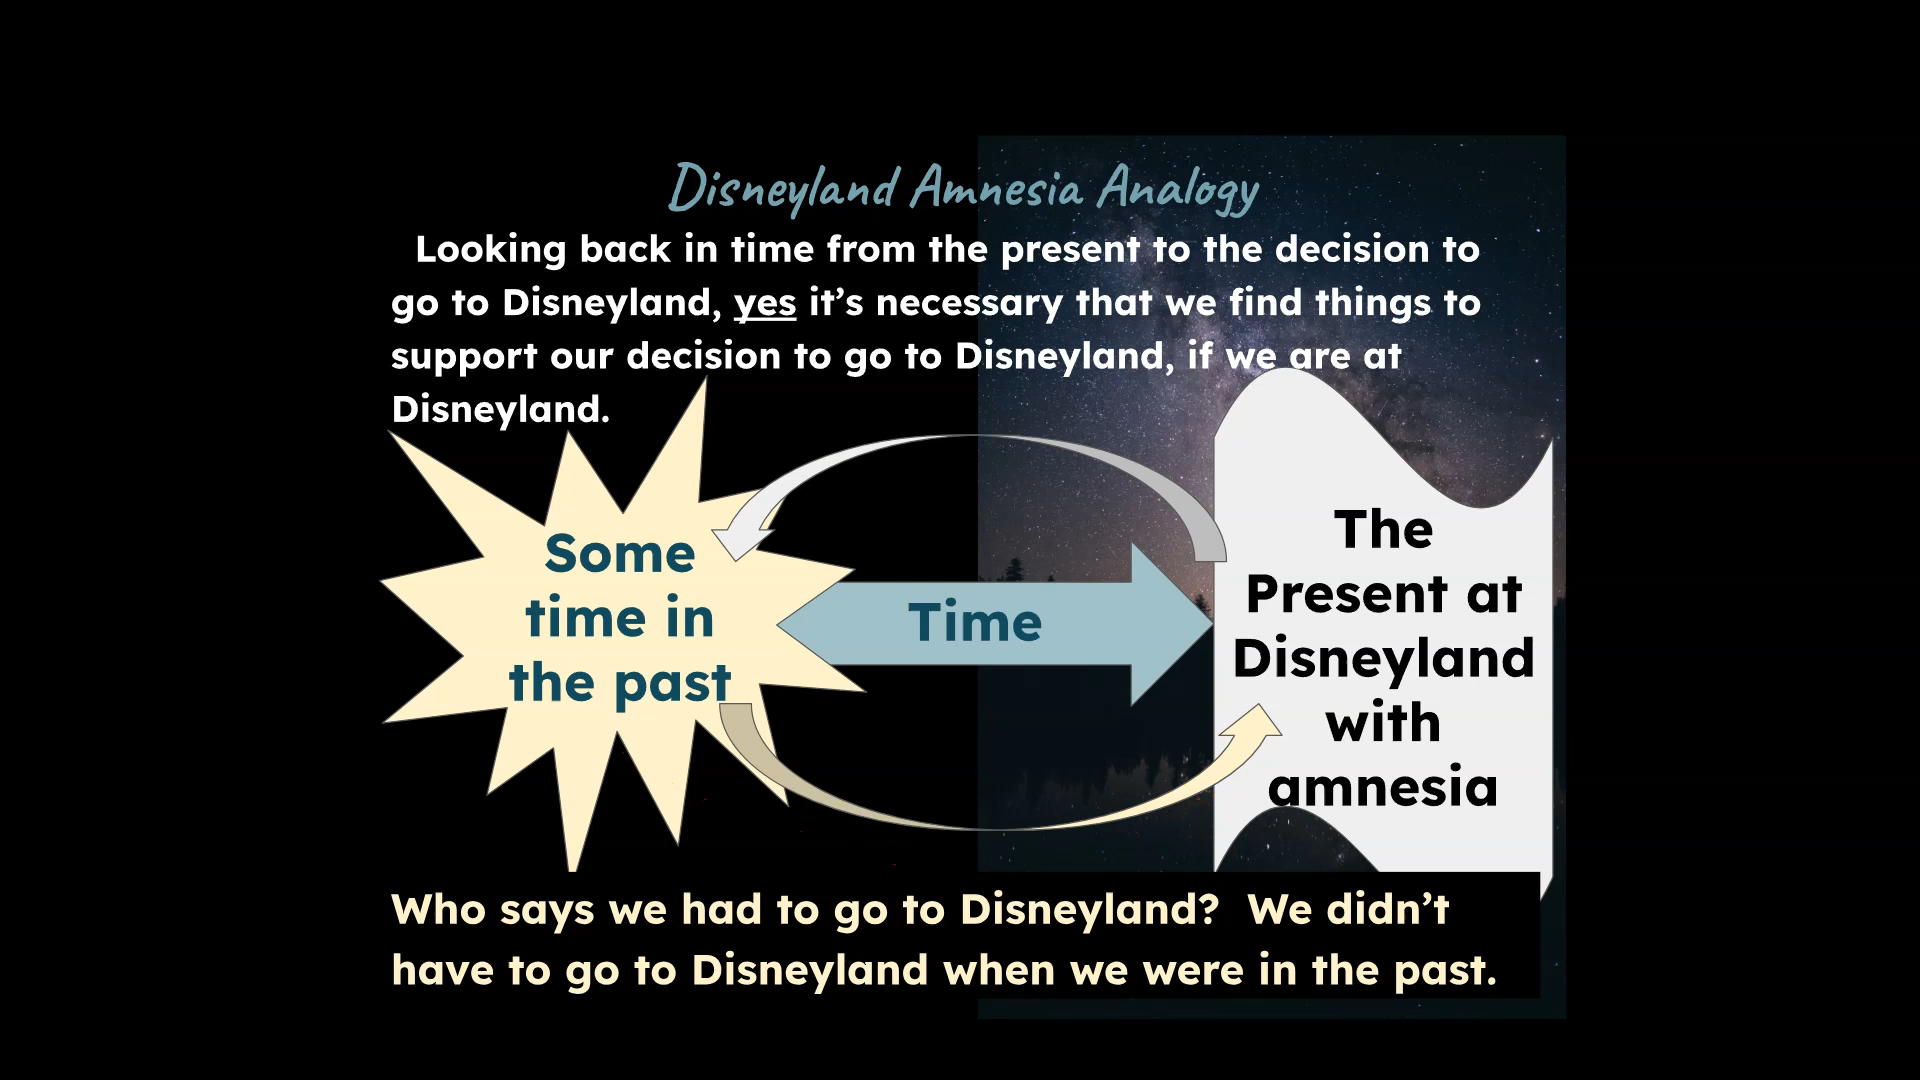 Disneyland Amnesia Analogy
Looking back in time from the present to the decision to
go to Disneyland, yes it’s necessary that we find things to
support our decision to go to Disneyland, if we are at
Disneyland.
Some
time in
the past
Time
The
Present at
Disneyland
with
amnesia
Who says we had to go to Disneyland?  We didn’t
have to go to Disneyland when we were in the past.